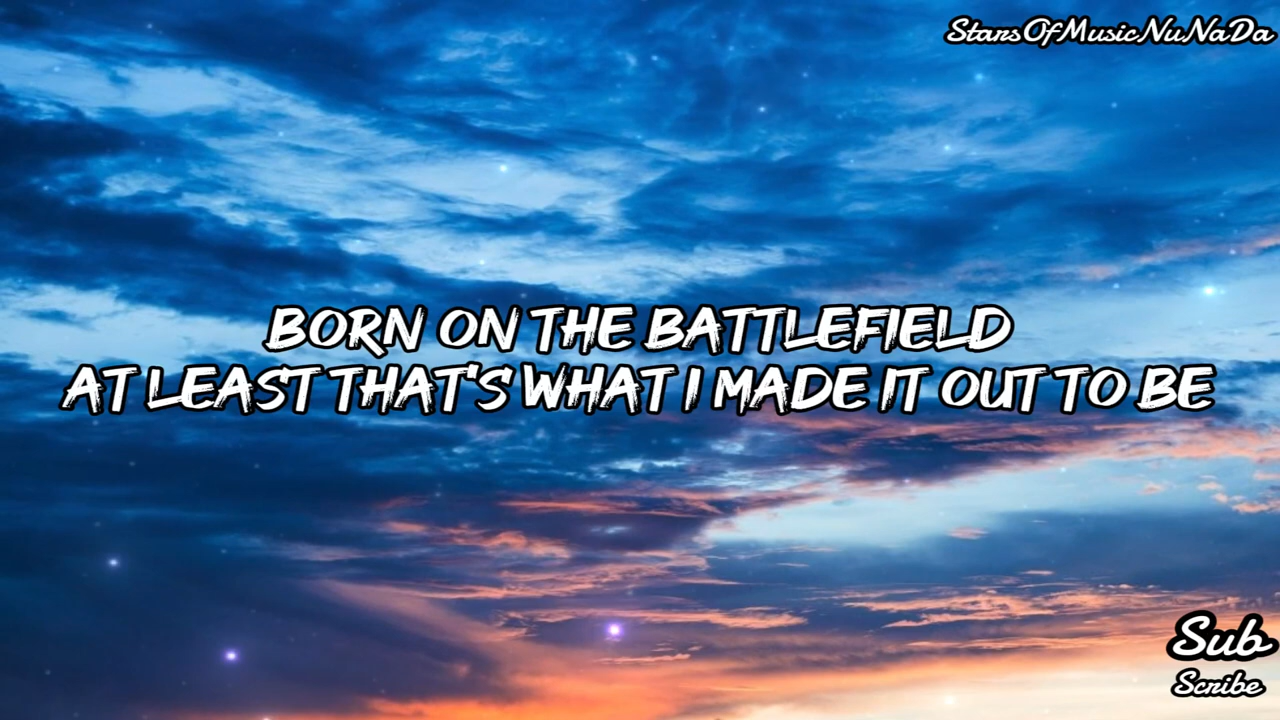 StarsOfMusicNuNaDa
BORN ON THE BATTLEFIELD
AT LEAST THAT'S WHAT I MADE IT OUT TO BE
Sub
Scribe